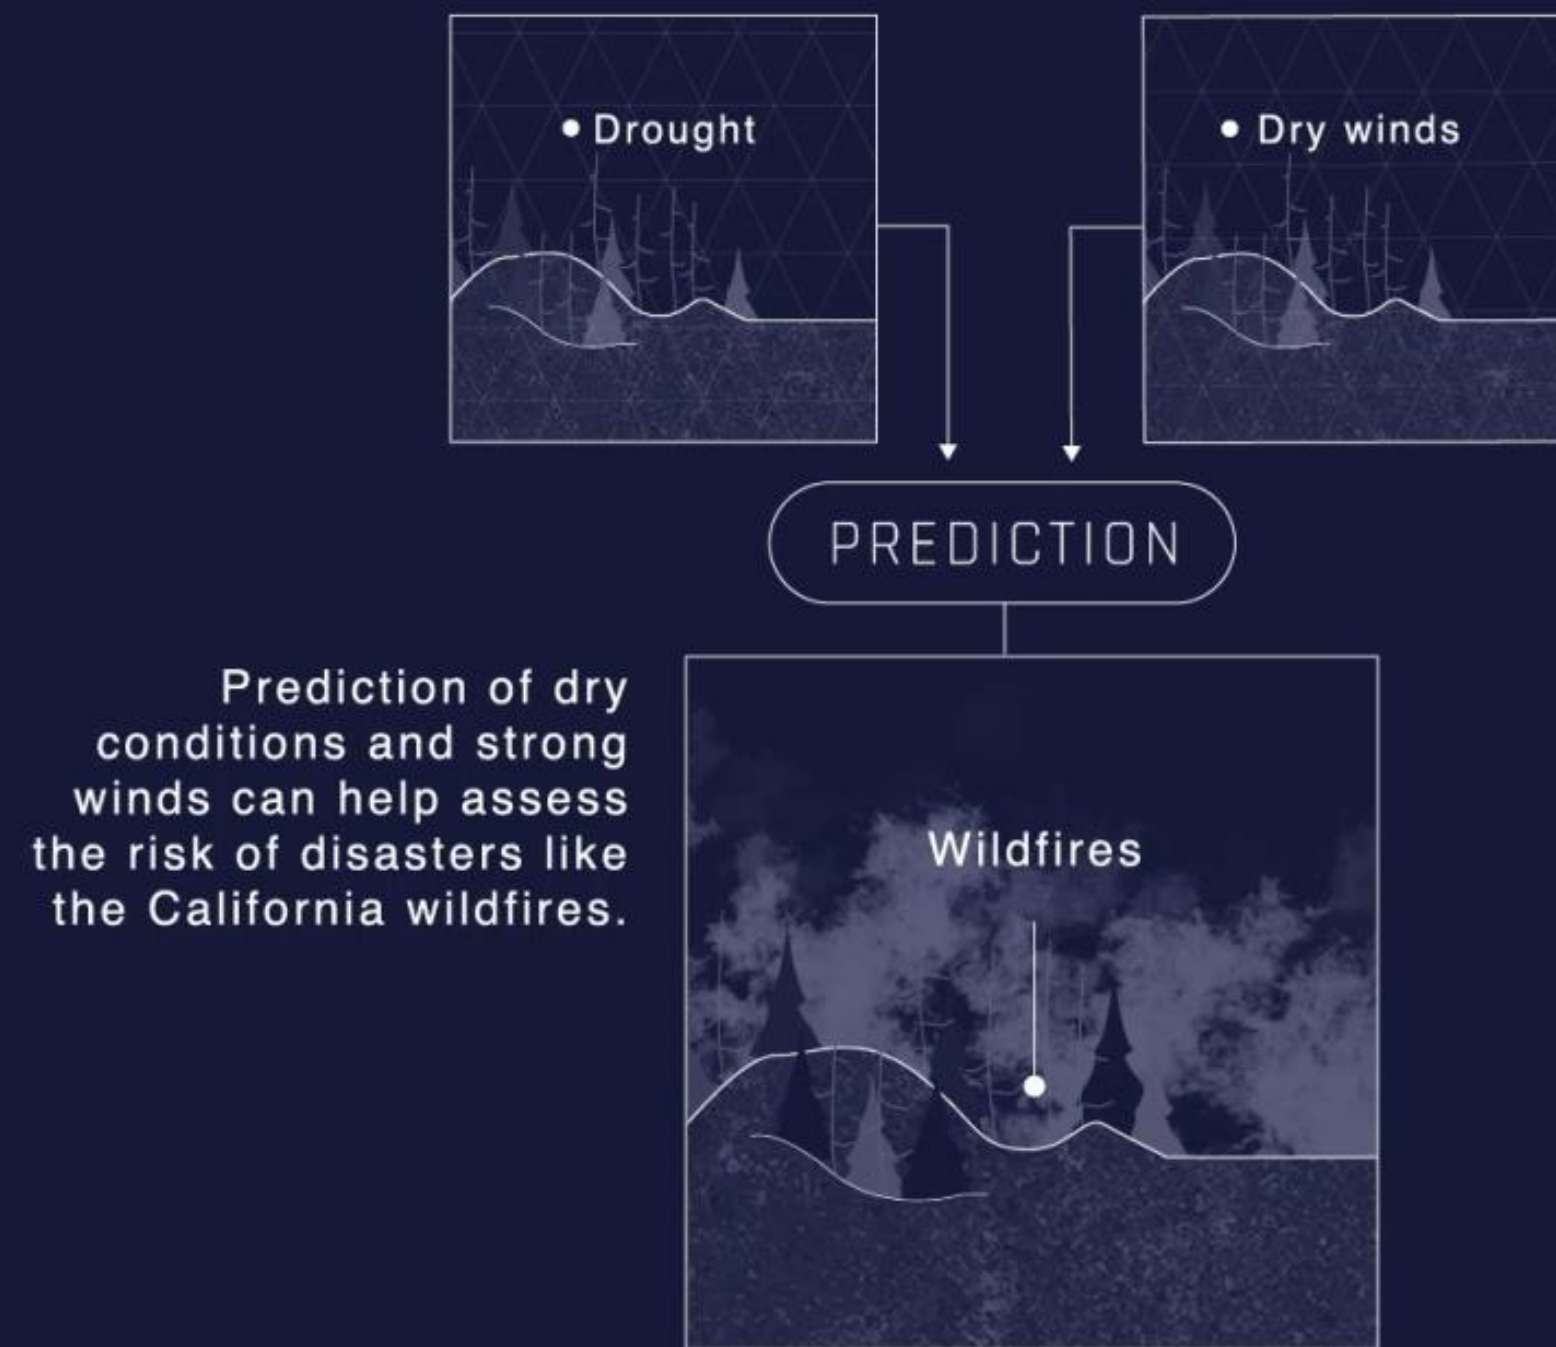 • Drought
• Dry winds
PREDICTION
Prediction of dry
conditions and strong
winds can help assess
the risk of disasters like
the California wildfires.
Wildfires